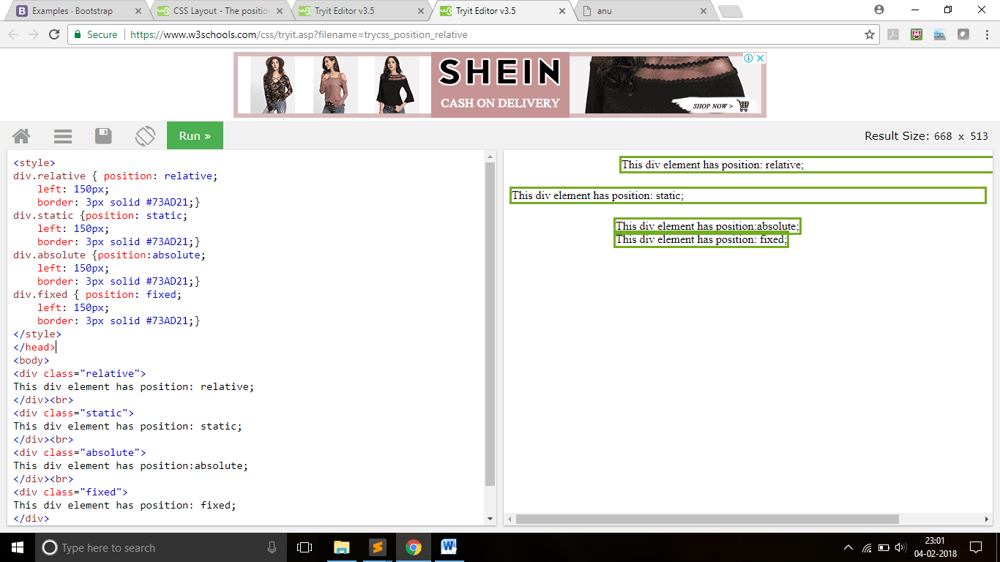 Examples · Bootstrap
CSS Layout - The positio
Tryit Editor v3.5
Tryit Editor v3.5
anu
Secure
https://www.w3schools.com/css/tryit.asp?filename=trycss_position_relative
SHEIN
CASH ON DELIVERY
SHOP NOW >
Run »
Result Size: 668 x 513
<style>
div.relative { position: relative;
    left: 150px;
    border: 3px solid #73AD21;}
div.static {position: static;
    left: 150px;
    border: 3px solid #73AD21;}
div.absolute {position:absolute;
    left: 150px;
    border: 3px solid #73AD21;}
div.fixed { position: fixed;
    left: 150px;
    border: 3px solid #73AD21;}
</style>
</head>
<body>
<div class="relative">
This div element has position: relative;
</div><br>
<div class="static">
This div element has position: static;
</div><br>
<div class="absolute">
This div element has position:absolute;
</div><br>
<div class="fixed">
This div element has position: fixed;
</div>
This div element has position: relative;
This div element has position: static;
This div element has position:absolute;
This div element has position: fixed;
Type here to search
23:01
04-02-2018